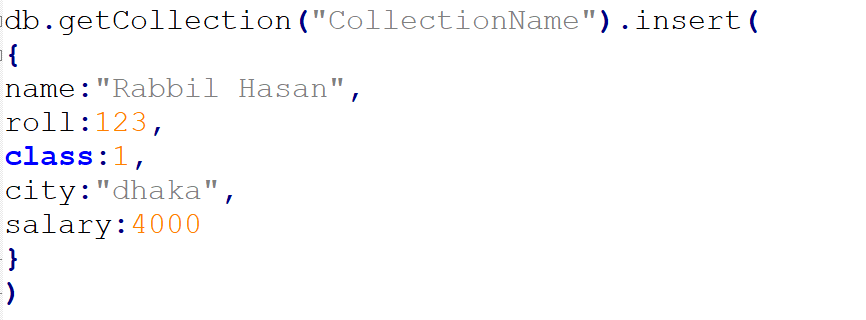 db.getCollection("CollectionName").insert(
{
name:"Rabbil Hasan",
roll:123,
class:1,
city:"dhaka",
salary:4000
}
)